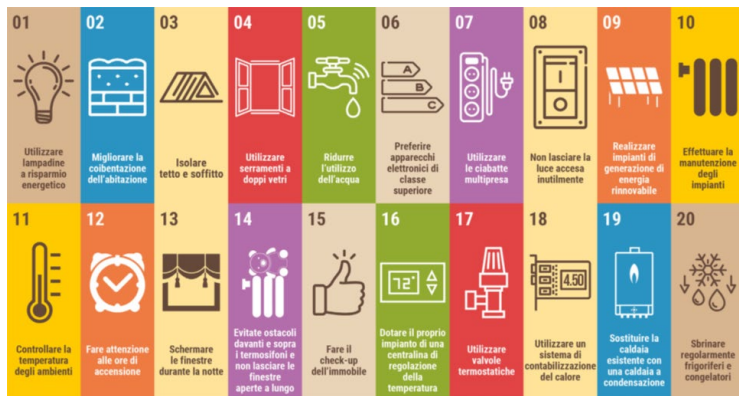 01
Utilizzare
lampadine
a risparmio
energetico
02
Migliorare la
coibentazione
dell'abitazione
03
Isolare
tetto e soffitto
04
Utilizzare
serramenti a
doppi vetri
05
Ridurre
l'utilizzo
dell'acqua
06
A
B
C
Preferire
apparecchi
elettronici di
classe
superiore
07
Utilizzare
le ciabatte
multipresa
08
Non lasciare la
luce accesa
inutilmente
09
Realizzare
impianti di
generazione di
energia
rinnovabile
10
Effettuare la
manutenzione
degli
impianti
11
Controllare la
temperatura
degli ambienti
12
Fare attenzione
alle ore di
accensione
13
Schermare
le finestre
durante la notte
14
Evitate ostacoli
davanti e sopra
i termosifoni e
non lasciare le
finestre
aperte a lungo
15
Fare il
check-up
dell'immobile
16
72°
Dotare il proprio
impianto di una
centralina di
regolazione
della
temperatura
17
Utilizzare
valvole
termostatiche
18
4.50
Utilizzare un
sistema di
contabilizzazione
del calore
19
Sostituire la
caldaia
esistente con
una caldaia a
condensazione
20
Sbrinare
regolarmente
frigoriferi e
congelatori